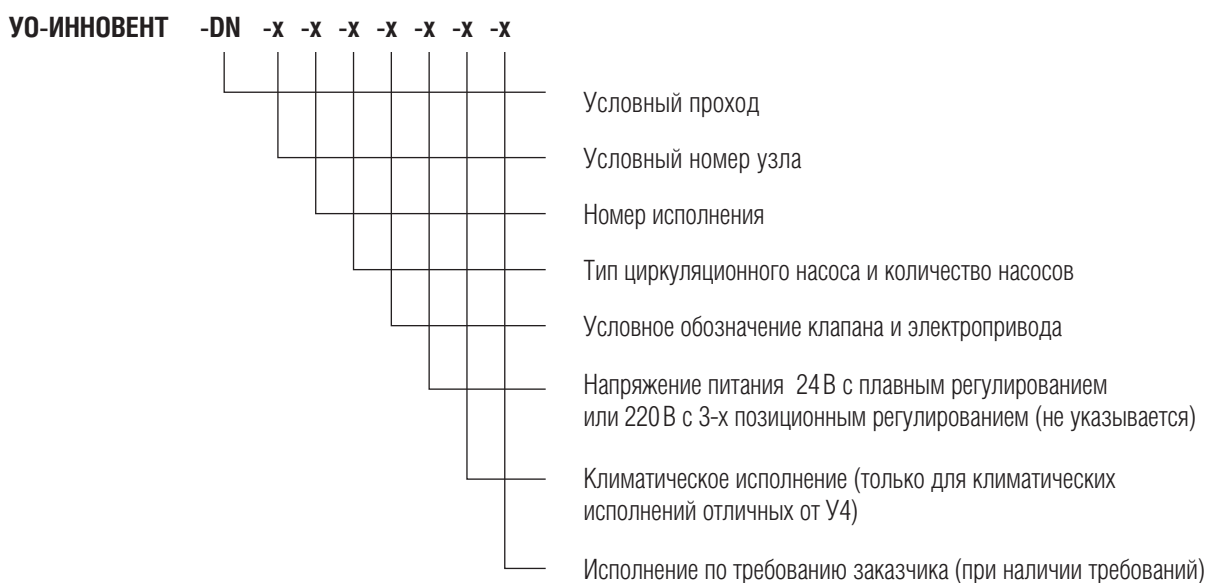 УО-ИННОВЕНТ -DN -x -x -x -x -x -x -x
Условный проход
Условный номер узла
Номер исполнения
Тип циркуляционного насоса и количество насосов
Условное обозначение клапана и электропривода
Напряжение питания 24В с плавным регулированием
или 220В с 3-х позиционным регулированием (не указывается)
Климатическое исполнение (только для климатических
исполнений отличных от У4)
Исполнение по требованию заказчика (при наличии требований)